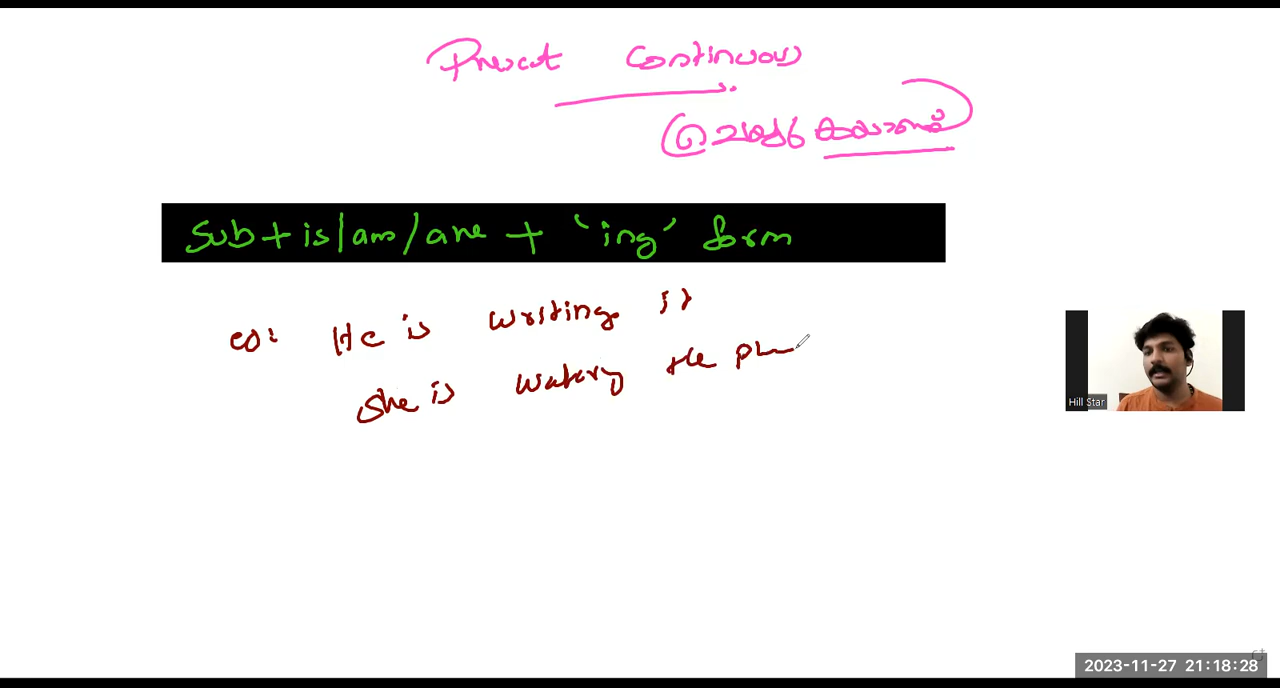 Present Continuous
Sub + is/am/are + 'ing' form
eg: He is writing it
She is watering the
Hill Star
2023-11-27 21:18:28